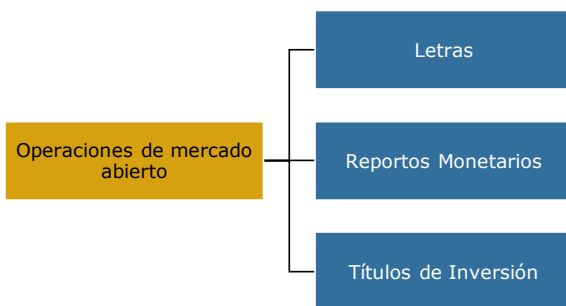 Letras
Operaciones de mercado
abierto
Reportos Monetarios
Títulos de Inversión